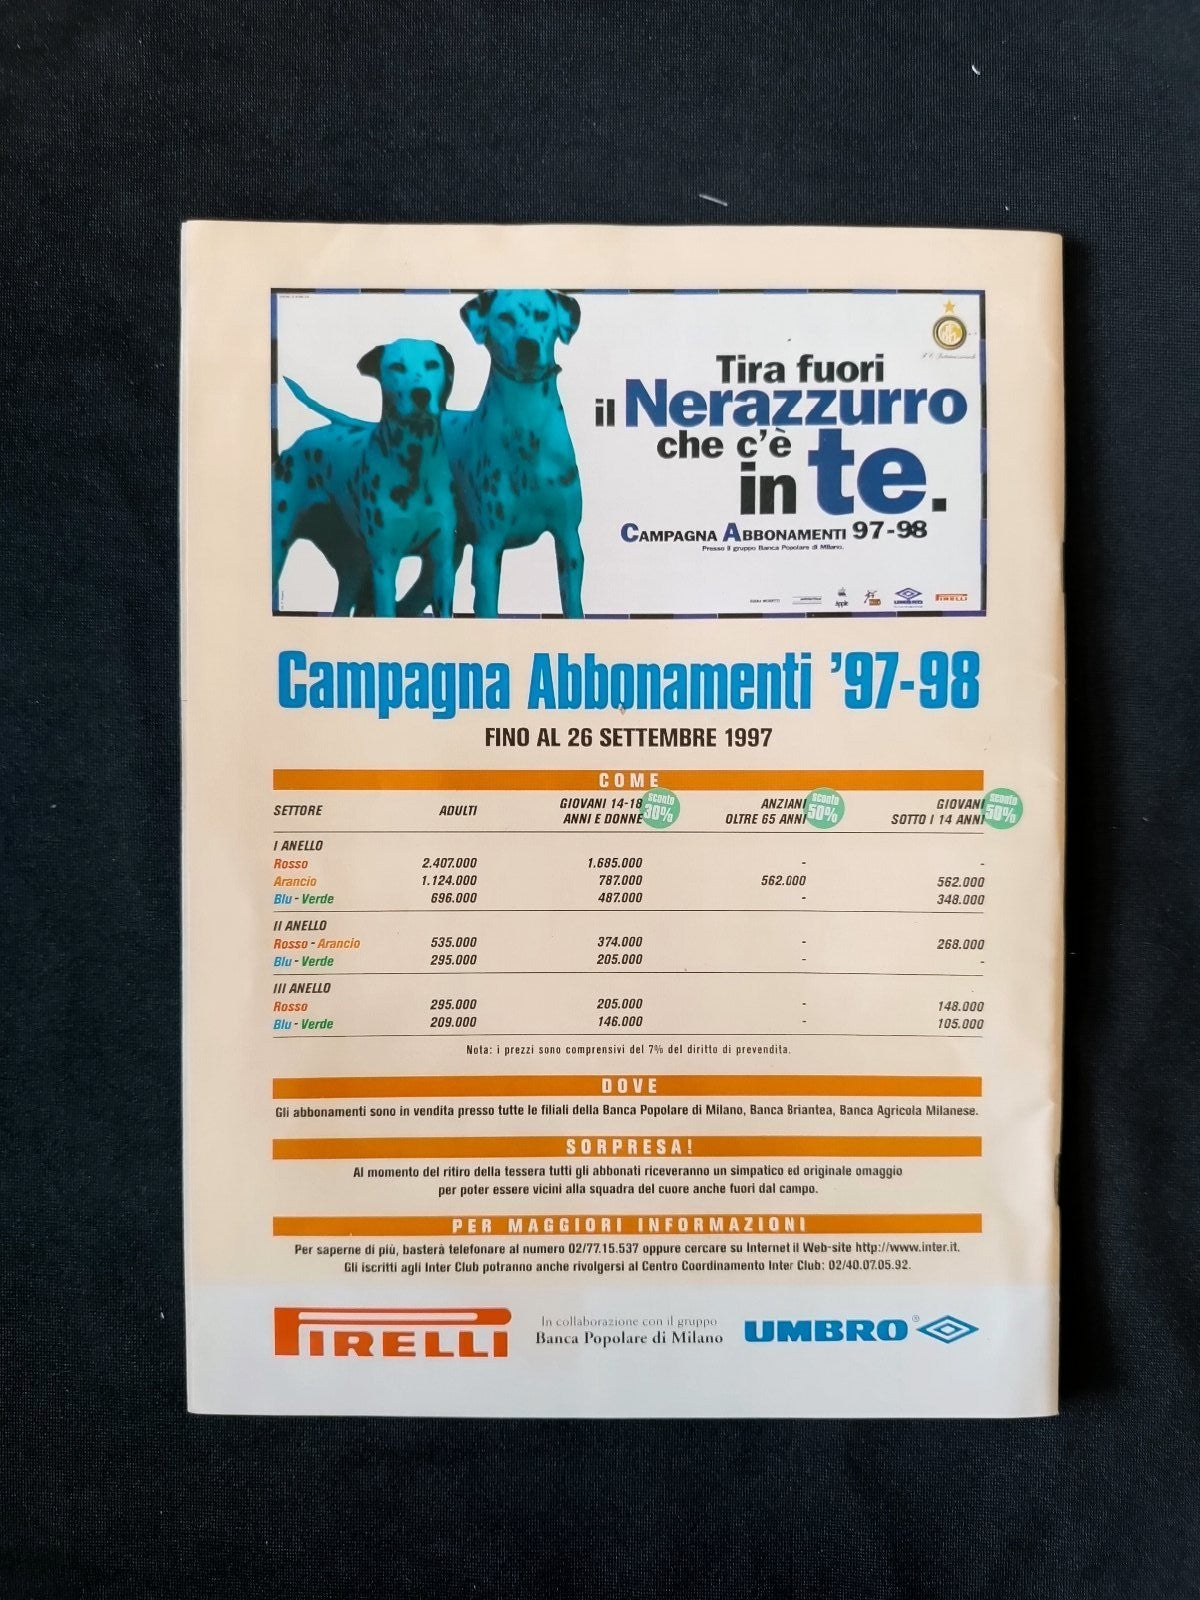 Tira fuori
il Nerazzurro
che c'è
in te.
CAMPAGNA ABBONAMENTI 97-98
Presso il gruppo Banca Popolare di Milano.
Apple
UMBRO
PIRELLI
Campagna Abbonamenti '97-98
FINO AL 26 SETTEMBRE 1997
COME
SETTORE ADULTI GIOVANI 14-18 ANNI E DONNE sconto 30% ANZIANI OLTRE 65 ANNI sconto 50% GIOVANI SOTTO I 14 ANNI sconto 50%
I ANELLO
Rosso 2.407.000 1.685.000 - -
Arancio 1.124.000 787.000 562.000 562.000
Blu - Verde 696.000 487.000 - 348.000
II ANELLO
Rosso - Arancio 535.000 374.000 - 268.000
Blu - Verde 295.000 205.000 - -
III ANELLO
Rosso 295.000 205.000 - 148.000
Blu - Verde 209.000 146.000 - 105.000
Nota: i prezzi sono comprensivi del 7% del diritto di prevendita.
DOVE
Gli abbonamenti sono in vendita presso tutte le filiali della Banca Popolare di Milano, Banca Briantea, Banca Agricola Milanese.
SORPRESA!
Al momento del ritiro della tessera tutti gli abbonati riceveranno un simpatico ed originale omaggio
per poter essere vicini alla squadra del cuore anche fuori dal campo.
PER MAGGIORI INFORMAZIONI
Per saperne di più, basterà telefonare al numero 02/77.15.537 oppure cercare su Internet il Web-site http://www.inter.it.
Gli iscritti agli Inter Club potranno anche rivolgersi al Centro Coordinamento Inter Club: 02/40.07.05.92.
PIRELLI
In collaborazione con il gruppo
Banca Popolare di Milano
UMBRO®